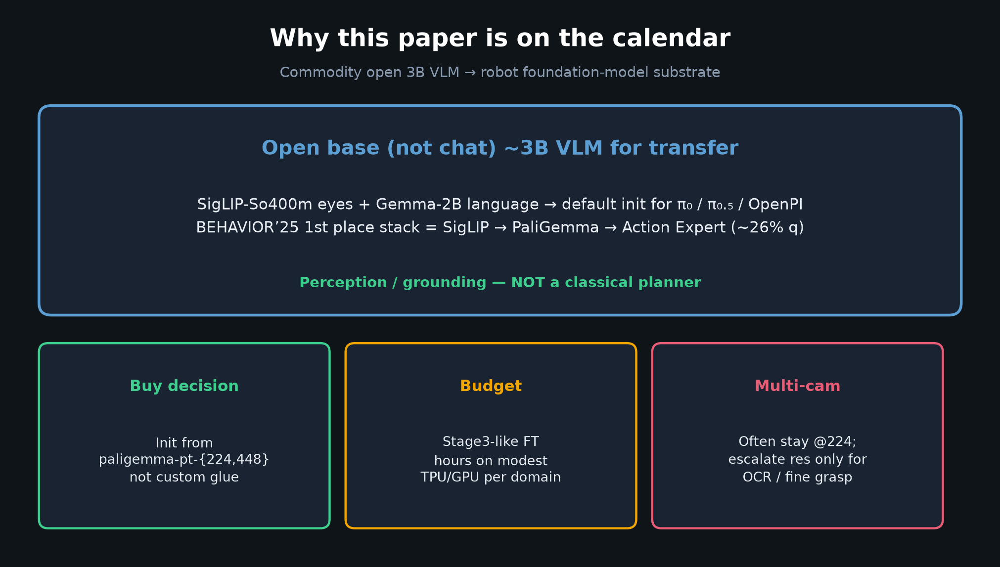 Why this paper is on the calendar
Commodity open 3B VLM → robot foundation-model substrate
Open base (not chat) ~3B VLM for transfer
SigLIP-So400m eyes + Gemma-2B language → default init for π₀ / π₀.₅ / OpenPI
BEHAVIOR’25 1st place stack = SigLIP → PaliGemma → Action Expert (~26% q)
Perception / grounding — NOT a classical planner
Buy decision
Init from
paligemma-pt-{224,448}
not custom glue
Budget
Stage3-like FT
hours on modest
TPU/GPU per domain
Multi-cam
Often stay @224;
escalate res only for
OCR / fine grasp